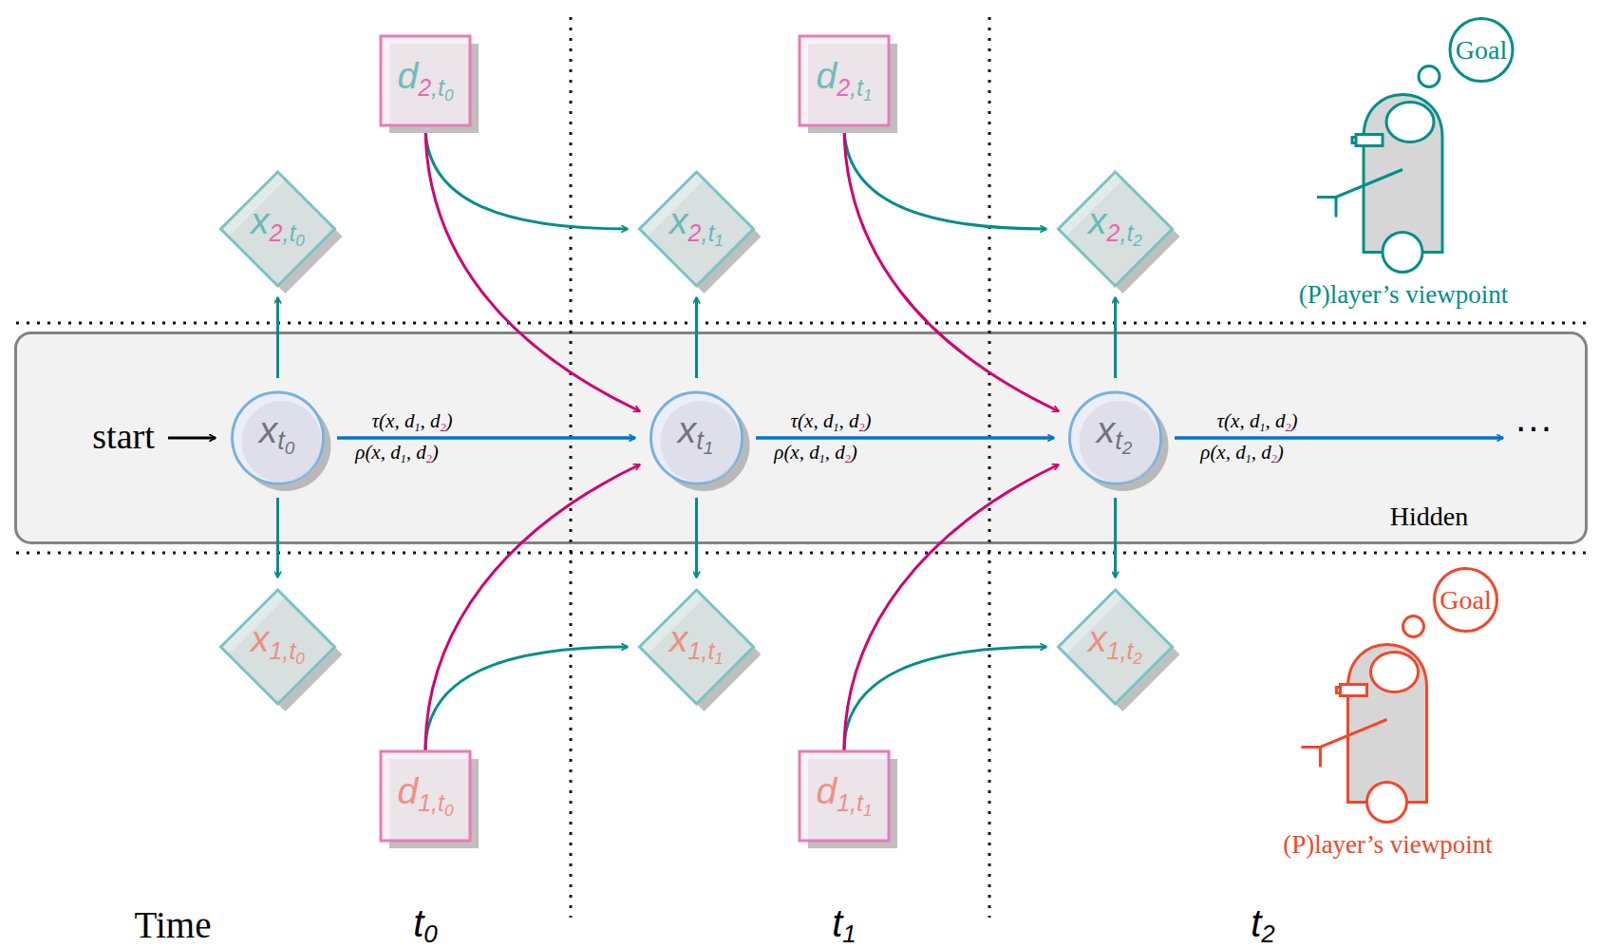 Goal
d2,t0
d2,t1
x2,t0
x2,t1
x2,t2
(P)layer’s viewpoint
start
xt0
τ(x, d1, d2)
ρ(x, d1, d2)
xt1
τ(x, d1, d2)
ρ(x, d1, d2)
xt2
τ(x, d1, d2)
ρ(x, d1, d2)
...
Hidden
Goal
x1,t0
x1,t1
x1,t2
d1,t0
d1,t1
(P)layer’s viewpoint
Time
t0
t1
t2